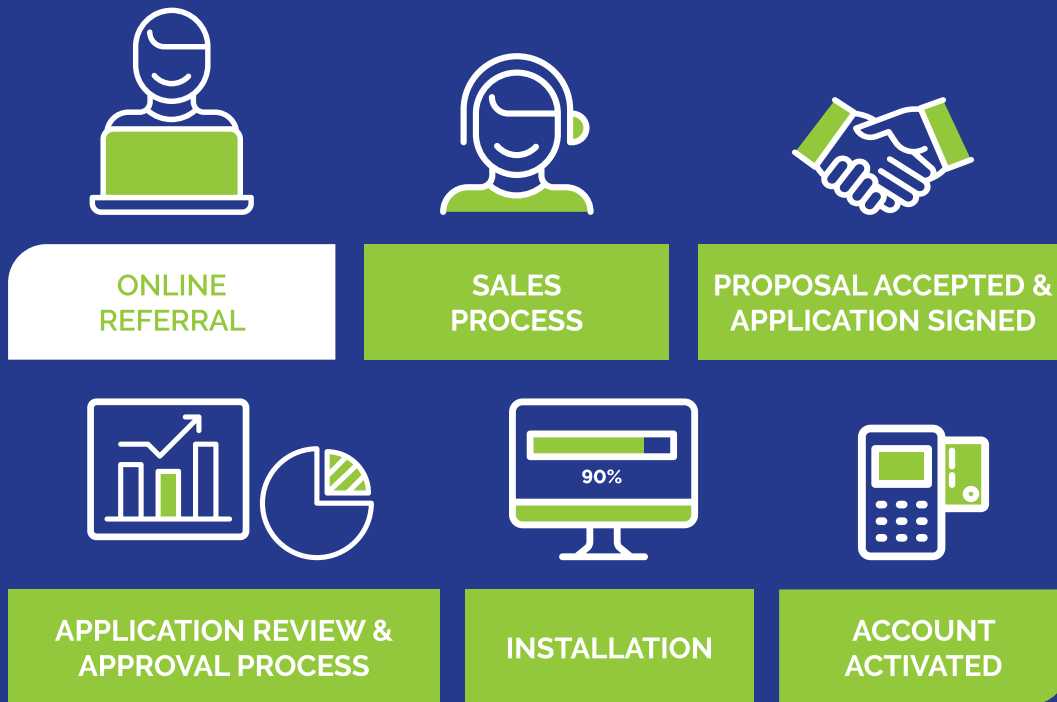 ONLINE
REFERRAL
SALES
PROCESS
PROPOSAL ACCEPTED &
APPLICATION SIGNED
90%
APPLICATION REVIEW &
APPROVAL PROCESS
INSTALLATION
ACCOUNT
ACTIVATED